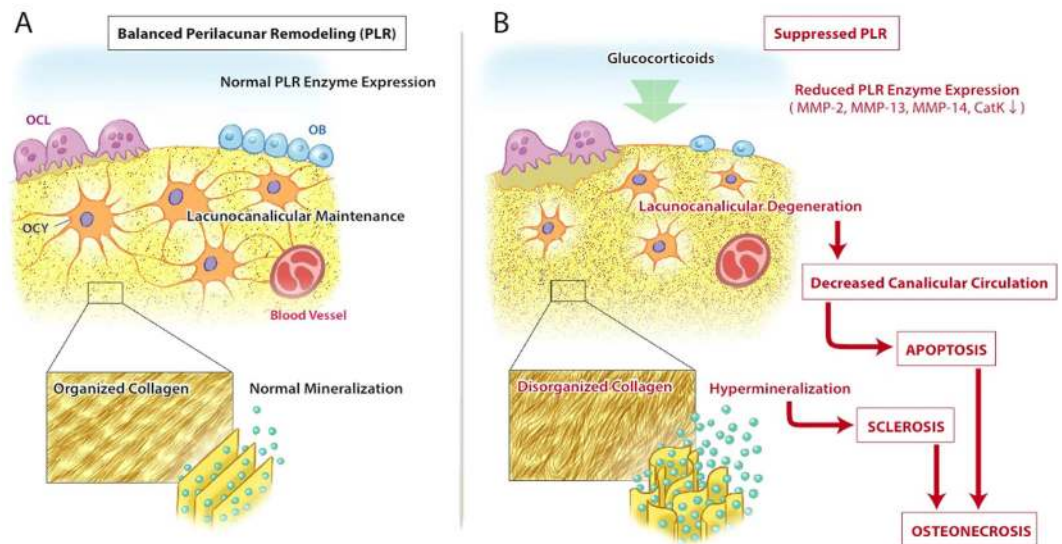 A
Balanced Perilacunar Remodeling (PLR)
Normal PLR Enzyme Expression
OCL
OB
Lacunocanalicular Maintenance
OCY
Blood Vessel
Organized Collagen
Normal Mineralization
B
Suppressed PLR
Glucocorticoids
Reduced PLR Enzyme Expression
( MMP-2, MMP-13, MMP-14, CatK ↓ )
Lacunocanalicular Degeneration
Decreased Canalicular Circulation
APOPTOSIS
Disorganized Collagen
Hypermineralization
SCLEROSIS
OSTEONECROSIS